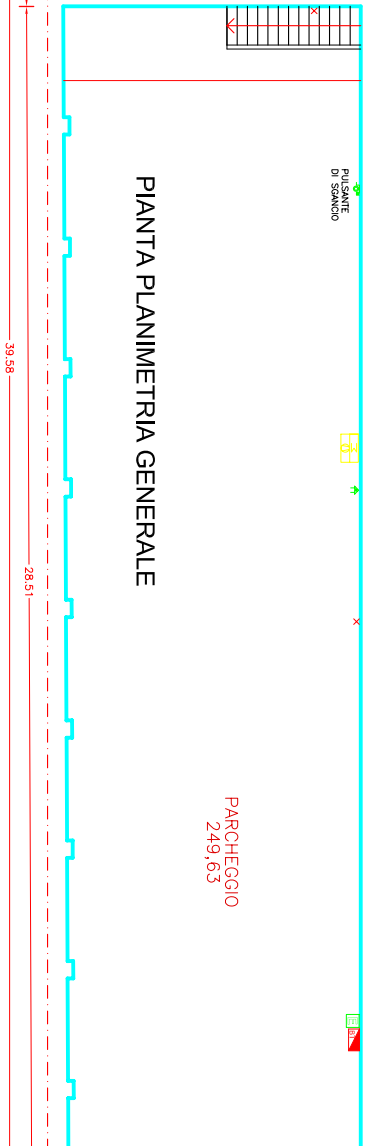 PULSANTE
DI SGANCIO
PIANTA PLANIMETRIA GENERALE
39.58
28.51
PARCHEGGIO
249,63